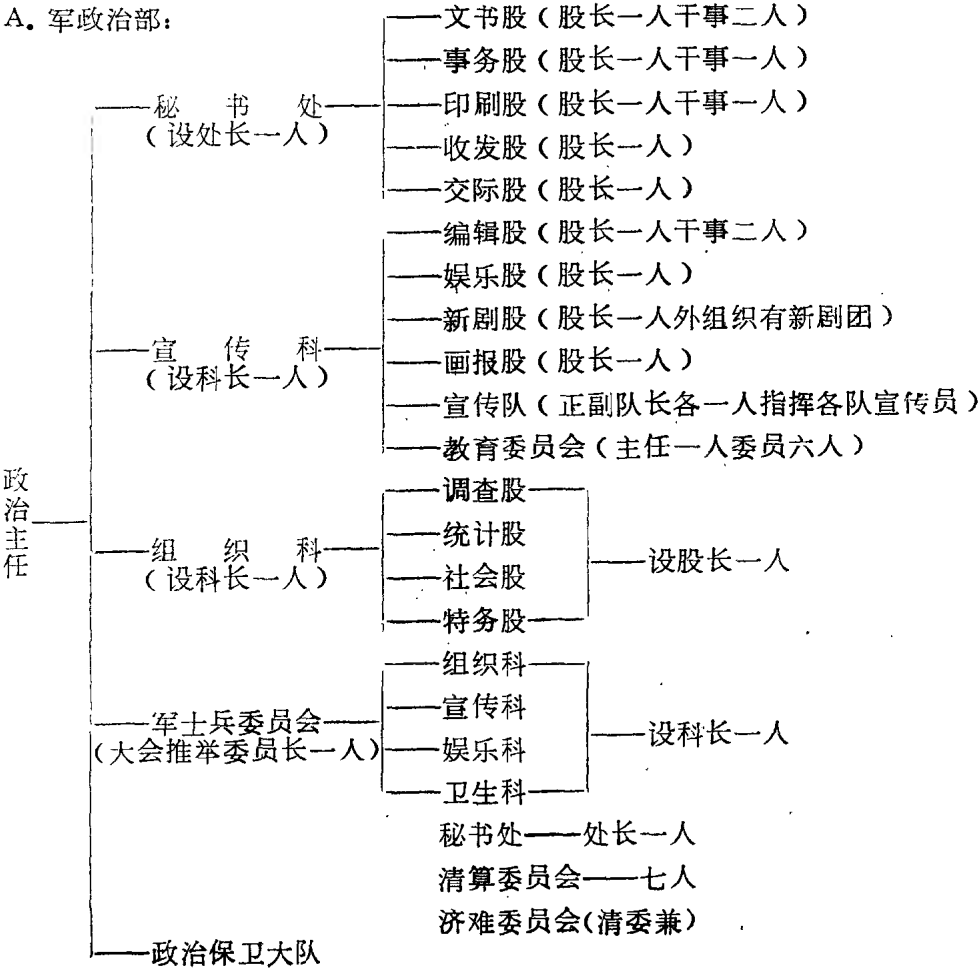 A. 军政治部：
文书股（股长一人干事二人）
事务股（股长一人干事一人）
秘书处
（设处长一人）
印刷股（股长一人干事一人）
收发股（股长一人）
交际股（股长一人）
编辑股（股长一人干事二人）
娱乐股（股长一人）
新剧股（股长一人外组织有新剧团）
宣传科
（设科长一人）
画报股（股长一人）
宣传队（正副队长各一人指挥各队宣传员）
教育委员会（主任一人委员六人）
政治主任
调查股
统计股
组织科
（设科长一人）
社会股
特务股
设股长一人
组织科
宣传科
军士兵委员会
（大会推举委员长一人）
娱乐科
卫生科
设科长一人
秘书处——处长一人
清算委员会——七人
济难委员会（清委兼）
政治保卫大队